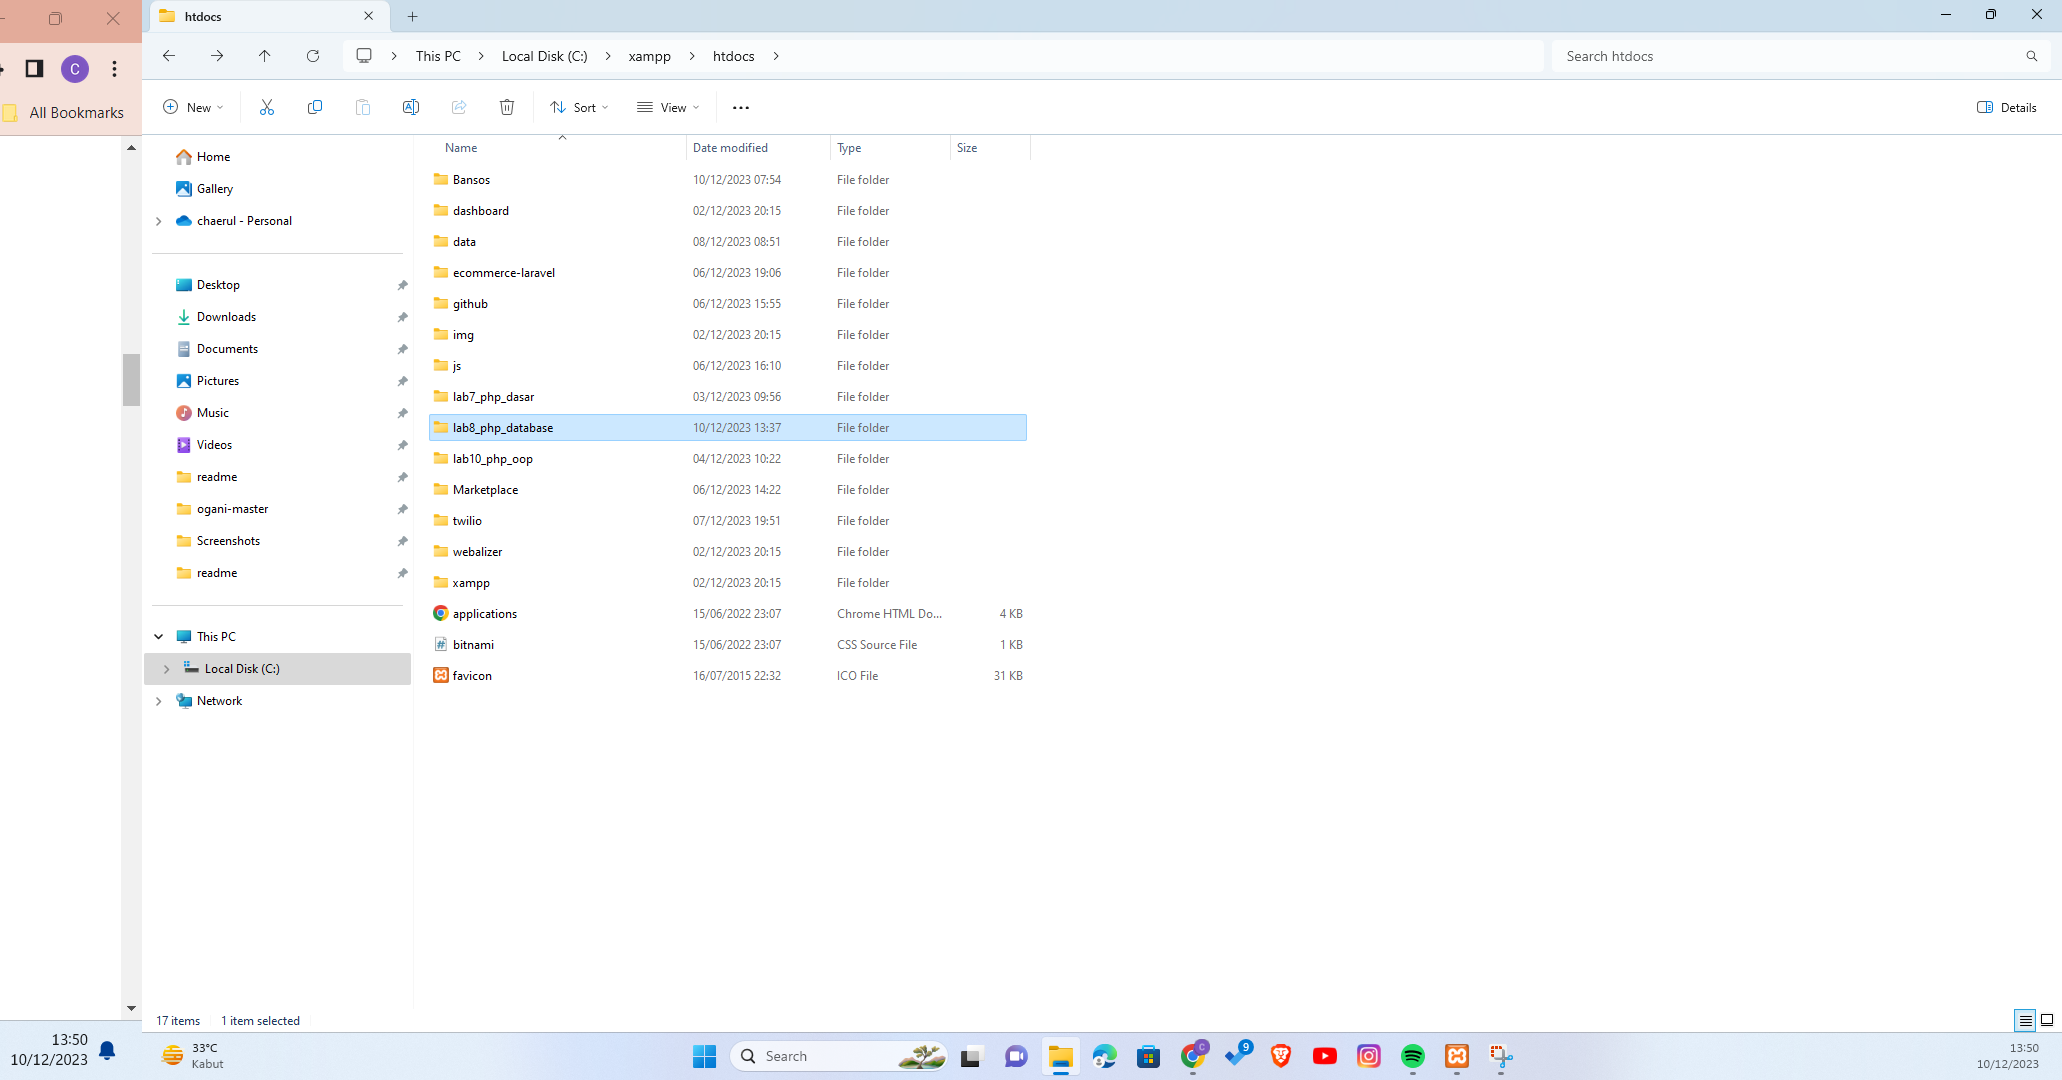 C
All Bookmarks
13:50
10/12/2023
htdocs
This PC
Local Disk (C:)
xampp
htdocs
Search htdocs
New
Sort
View
Details
Home
Gallery
chaerul - Personal
Desktop
Downloads
Documents
Pictures
Music
Videos
readme
ogani-master
Screenshots
readme
This PC
Local Disk (C:)
Network
Name Date modified Type Size
Bansos 10/12/2023 07:54 File folder
dashboard 02/12/2023 20:15 File folder
data 08/12/2023 08:51 File folder
ecommerce-laravel 06/12/2023 19:06 File folder
github 06/12/2023 15:55 File folder
img 02/12/2023 20:15 File folder
js 06/12/2023 16:10 File folder
lab7_php_dasar 03/12/2023 09:56 File folder
lab8_php_database 10/12/2023 13:37 File folder
lab10_php_oop 04/12/2023 10:22 File folder
Marketplace 06/12/2023 14:22 File folder
twilio 07/12/2023 19:51 File folder
webalizer 02/12/2023 20:15 File folder
xampp 02/12/2023 20:15 File folder
applications 15/06/2022 23:07 Chrome HTML Do... 4 KB
bitnami 15/06/2022 23:07 CSS Source File 1 KB
favicon 16/07/2015 22:32 ICO File 31 KB
17 items 1 item selected
33°C
Kabut
Search
C
9
13:50
10/12/2023